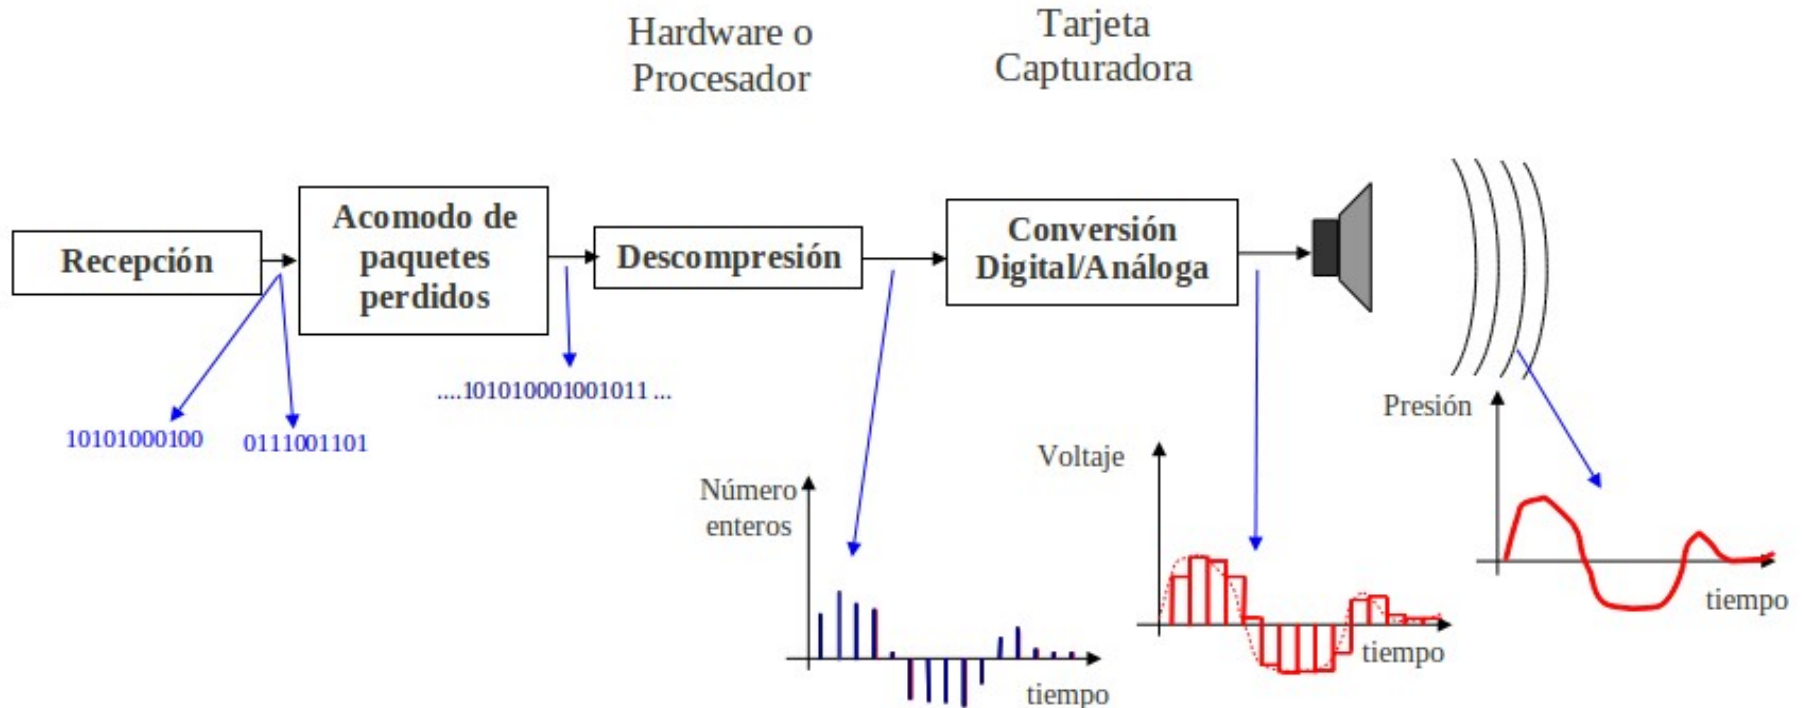 Hardware o
Procesador
Tarjeta
Capturadora
Recepción
Acomodo de
paquetes
perdidos
Descompresión
Conversión
Digital/Análoga
10101000100
0111001101
....101010001001011 ...
Número
enteros
tiempo
Voltaje
tiempo
Presión
tiempo